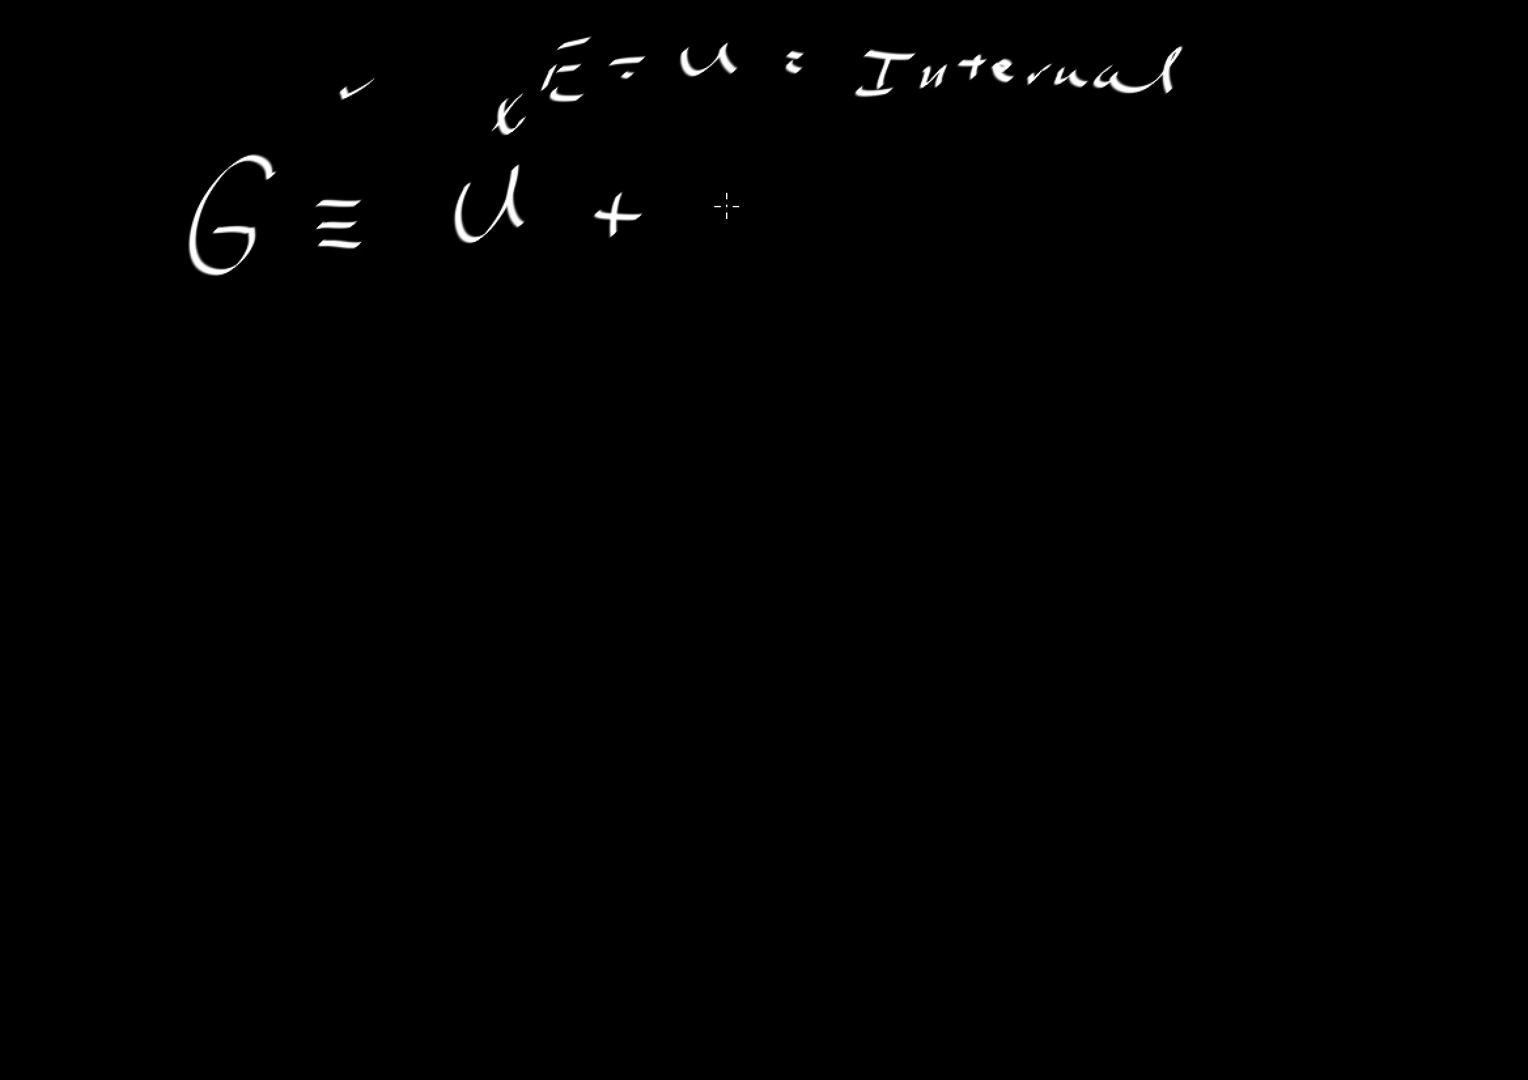 E = U : Internal
G ≡ U +